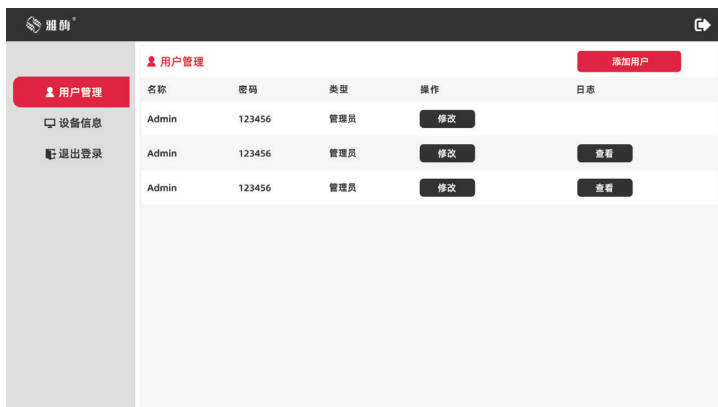 雅酶®
用户管理
添加用户
用户管理
设备信息
退出登录
名称 密码 类型 操作 日志
Admin 123456 管理员 修改
Admin 123456 管理员 修改 查看
Admin 123456 管理员 修改 查看